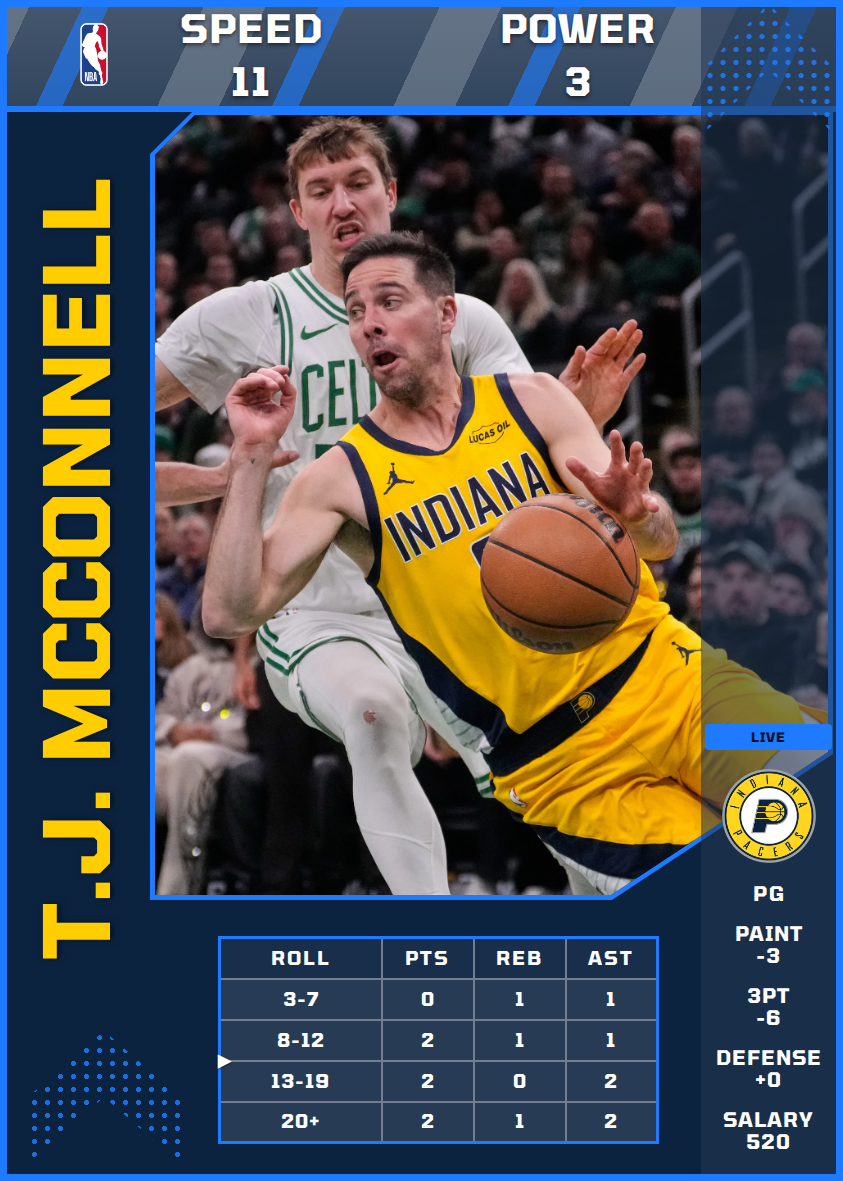 SPEED
11
POWER
3
NBA
T.J. MCCONNELL
CEL
LUCAS OIL
INDIANA
LIVE
INDIANA
PACERS
PG
PAINT
-3
3PT
-6
DEFENSE
+0
SALARY
520
ROLL PTS REB AST
3-7 0 1 1
8-12 2 1 1
13-19 2 0 2
20+ 2 1 2